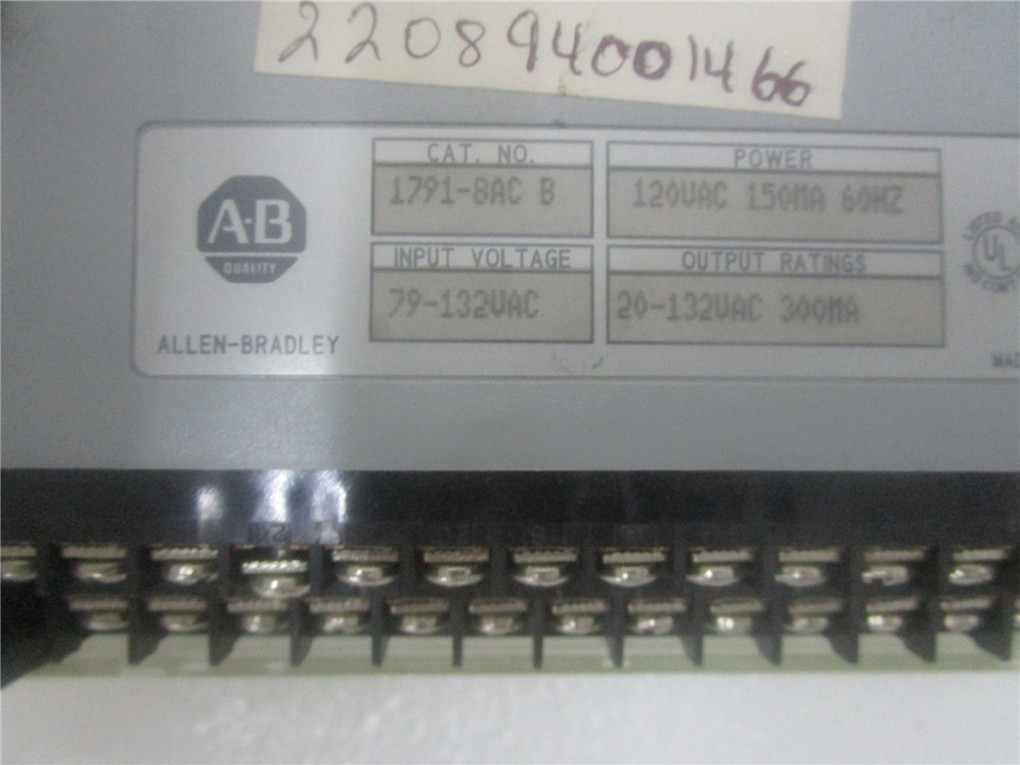 220894001466
A-B
QUALITY
ALLEN-BRADLEY
CAT. NO.
1791-8AC B
POWER
120VAC 150MA 60HZ
INPUT VOLTAGE
79-132VAC
OUTPUT RATINGS
20-132VAC 300MA
UL